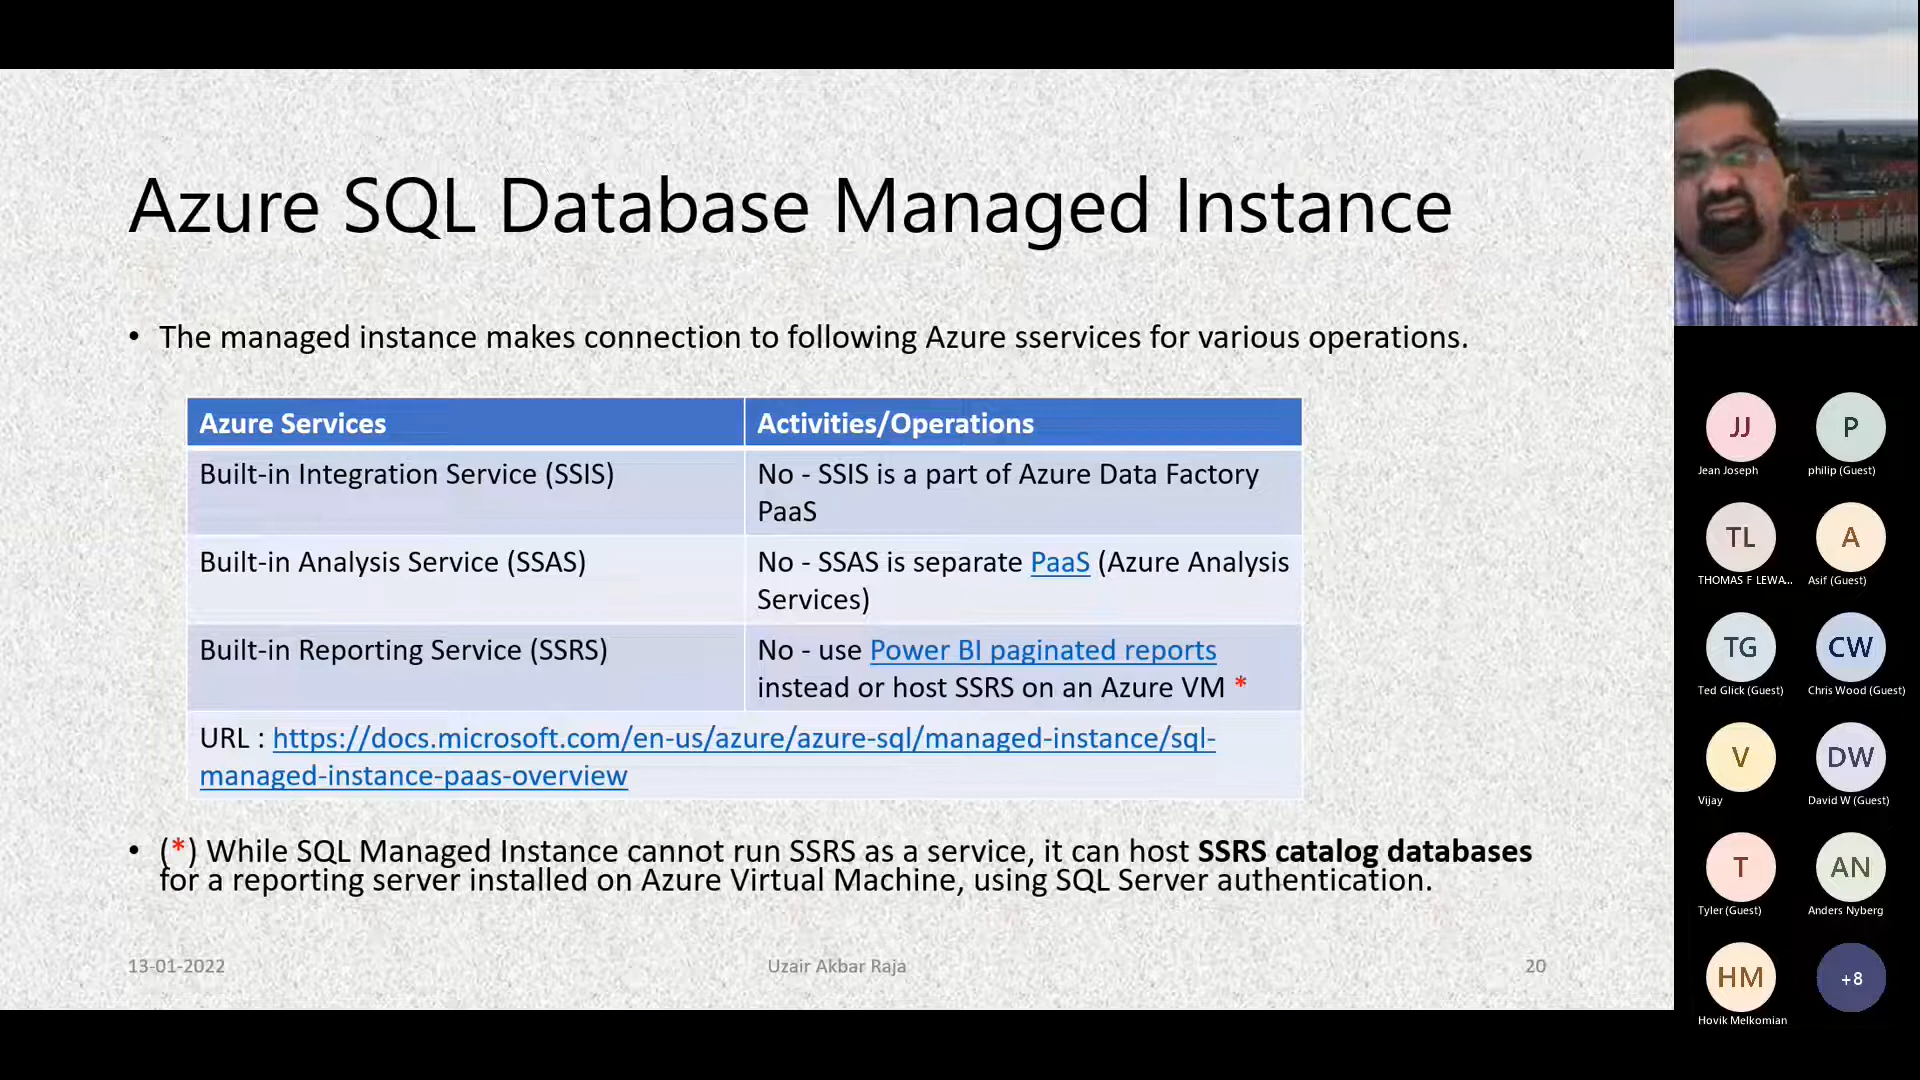 Azure SQL Database Managed Instance
• The managed instance makes connection to following Azure sservices for various operations.
Azure Services
Activities/Operations
Built-in Integration Service (SSIS)
No - SSIS is a part of Azure Data Factory
PaaS
Built-in Analysis Service (SSAS)
No - SSAS is separate PaaS (Azure Analysis
Services)
Built-in Reporting Service (SSRS)
No - use Power BI paginated reports
instead or host SSRS on an Azure VM *
URL : https://docs.microsoft.com/en-us/azure/azure-sql/managed-instance/sql-
managed-instance-paas-overview
• (*) While SQL Managed Instance cannot run SSRS as a service, it can host SSRS catalog databases
for a reporting server installed on Azure Virtual Machine, using SQL Server authentication.
13-01-2022
Uzair Akbar Raja
20
JJ
Jean Joseph
P
philip (Guest)
TL
THOMAS F LEWA...
A
Asif (Guest)
TG
Ted Glick (Guest)
CW
Chris Wood (Guest)
V
Vijay
DW
David W (Guest)
T
Tyler (Guest)
AN
Anders Nyberg
HM
Hovik Melkomian
+8